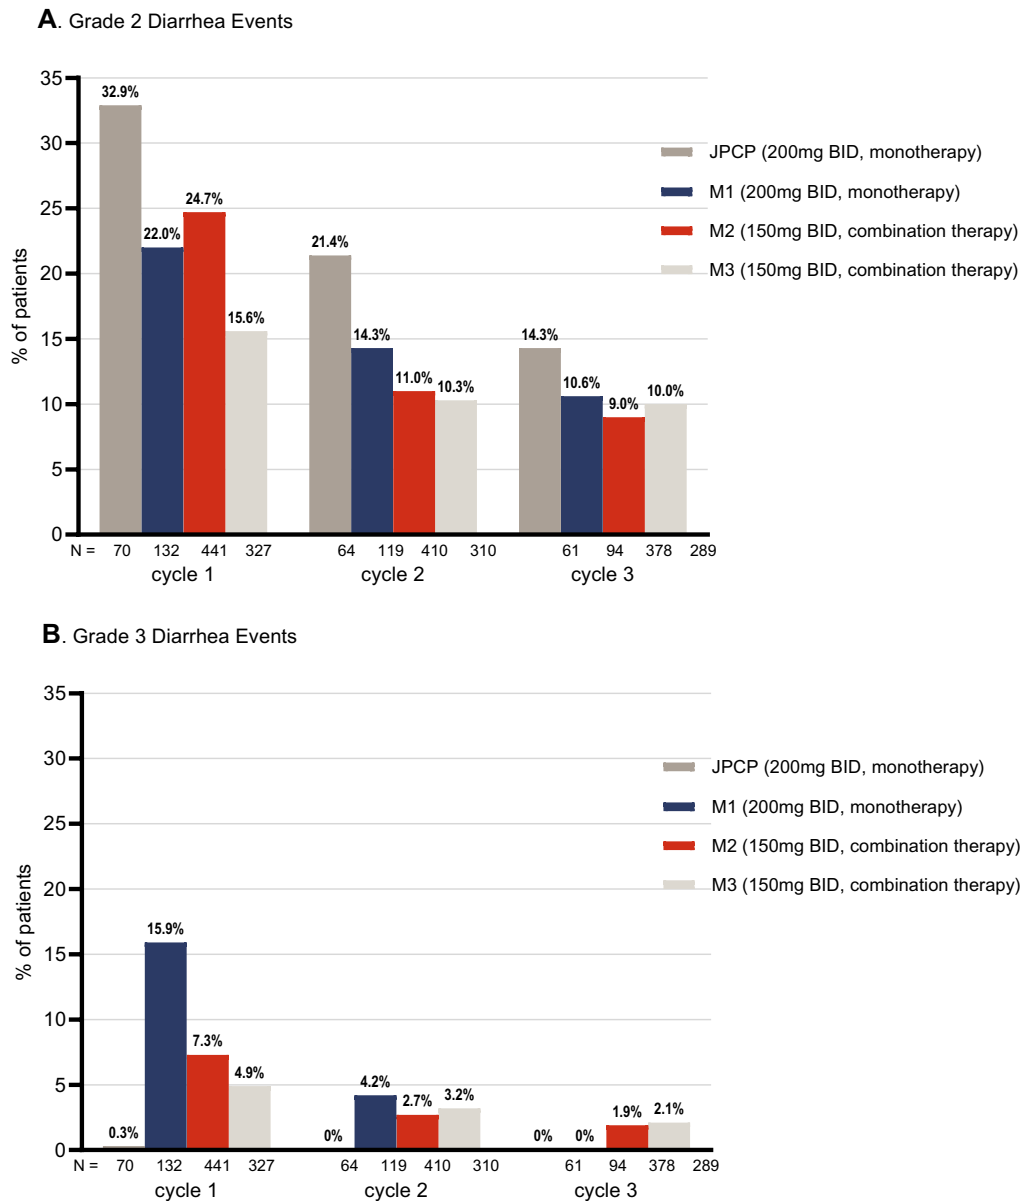 A. Grade 2 Diarrhea Events
% of patients
35
30
25
20
15
10
5
0
32.9%
22.0%
24.7%
15.6%
21.4%
14.3%
11.0%
10.3%
14.3%
10.6%
9.0%
10.0%
JPCP (200mg BID, monotherapy)
M1 (200mg BID, monotherapy)
M2 (150mg BID, combination therapy)
M3 (150mg BID, combination therapy)
N = 70 132 441 327 64 119 410 310 61 94 378 289
cycle 1 cycle 2 cycle 3
B. Grade 3 Diarrhea Events
% of patients
35
30
25
20
15
10
5
0
0.3%
15.9%
7.3%
4.9%
0%
4.2%
2.7%
3.2%
0%
0%
1.9%
2.1%
JPCP (200mg BID, monotherapy)
M1 (200mg BID, monotherapy)
M2 (150mg BID, combination therapy)
M3 (150mg BID, combination therapy)
N = 70 132 441 327 64 119 410 310 61 94 378 289
cycle 1 cycle 2 cycle 3